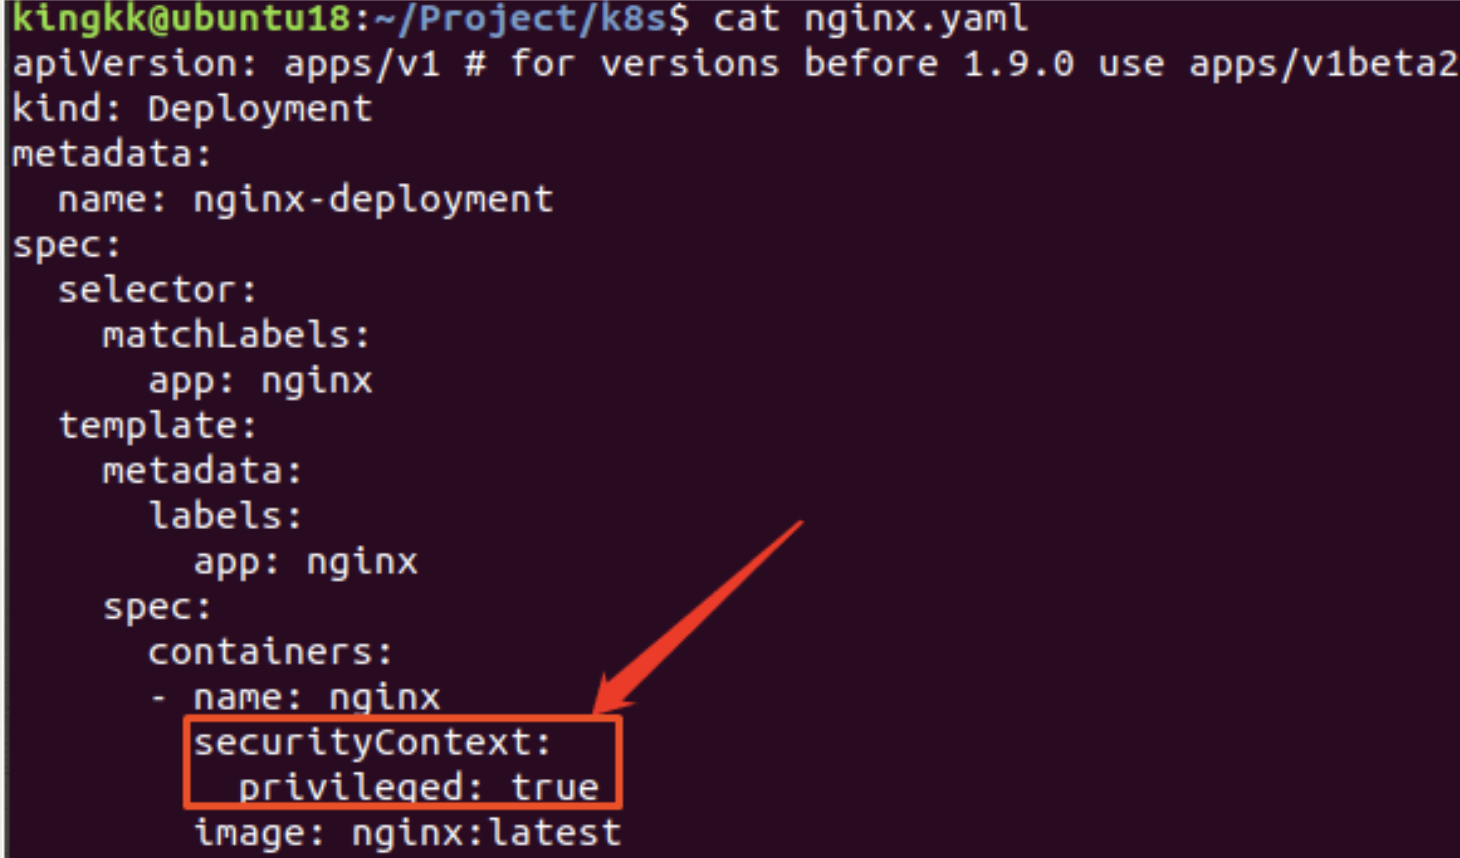 kingkk@ubuntu18:~/Project/k8s$ cat nginx.yaml
apiVersion: apps/v1 # for versions before 1.9.0 use apps/v1beta2
kind: Deployment
metadata:
  name: nginx-deployment
spec:
  selector:
    matchLabels:
      app: nginx
  template:
    metadata:
      labels:
        app: nginx
    spec:
      containers:
      - name: nginx
        securityContext:
          privileged: true
        image: nginx:latest